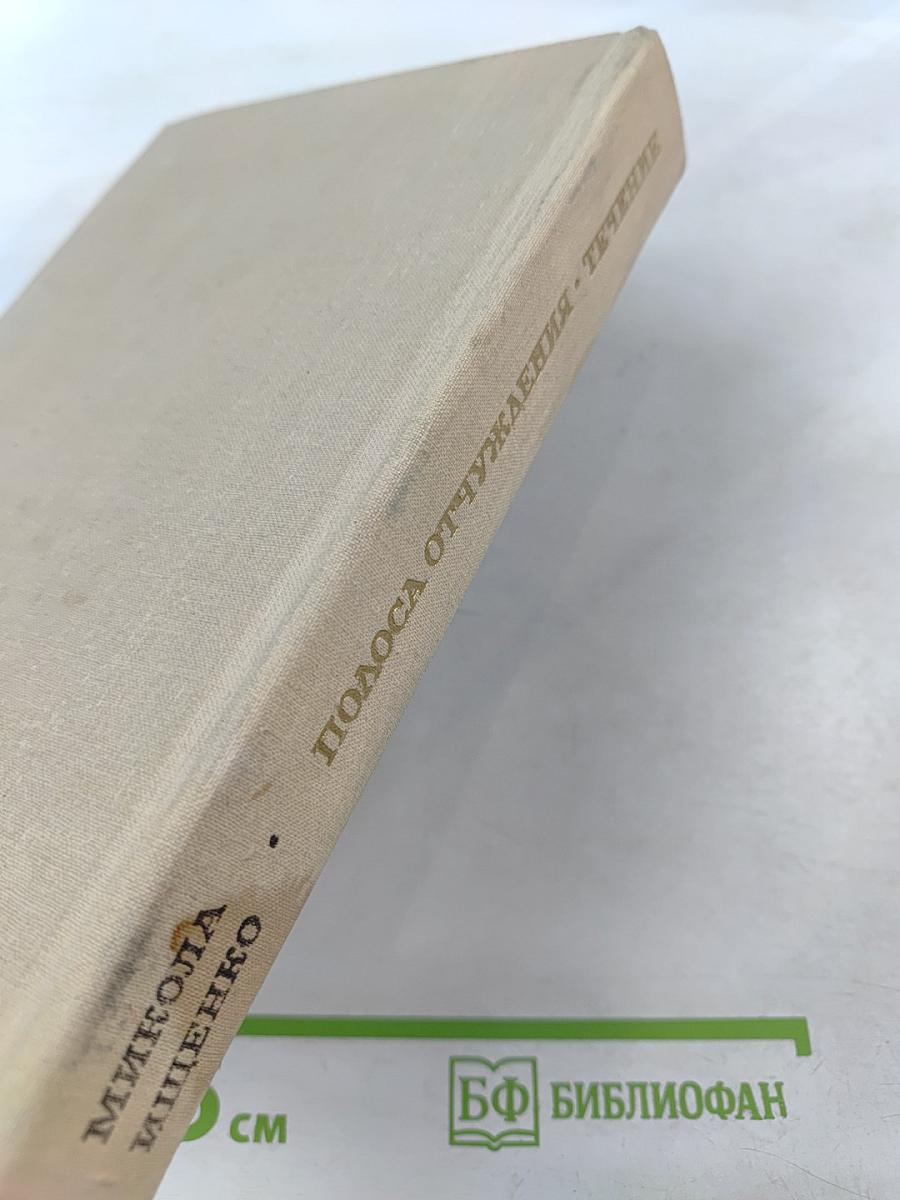 МИКОЛА
ИЩЕНКО
ПОЛОСА ОТЧУЖДЕНИЯ · ТЕЧЕНИЕ
см
БФ БИБЛИОФАН